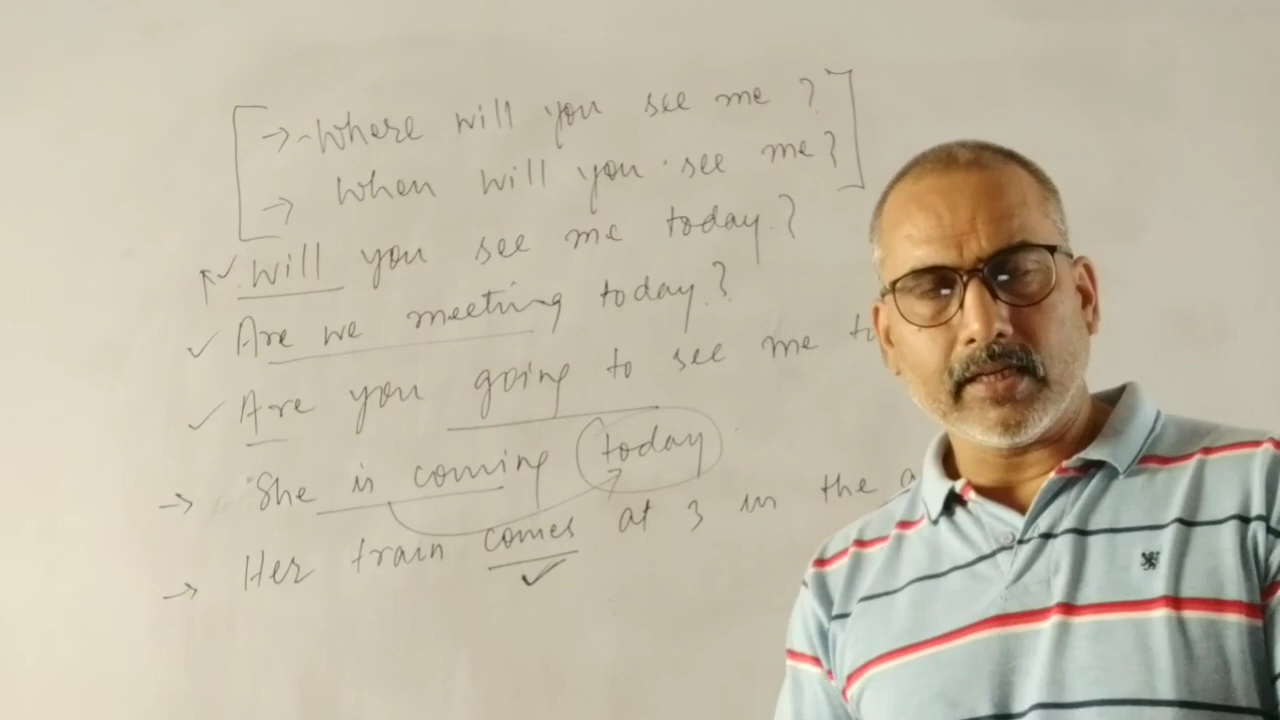 → Where will you see me ?
→ When will you see me?
✓ Will you see me today?
✓ Are we meeting today?
✓ Are you going to see me
→ She is coming today
→ Her train comes at 3 in the